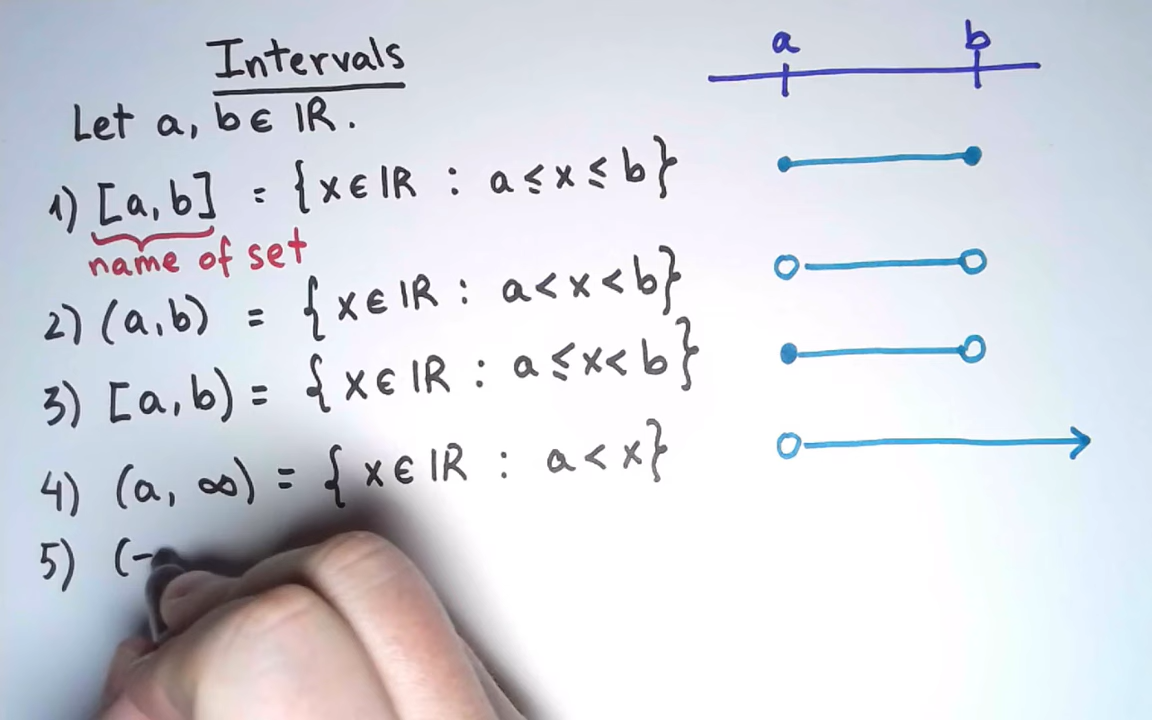 Intervals
a b
Let a, b ∈ ℝ.
1) [a, b] = {x ∈ ℝ : a ≤ x ≤ b}
name of set
2) (a, b) = {x ∈ ℝ : a < x < b}
3) [a, b) = {x ∈ ℝ : a ≤ x < b}
4) (a, ∞) = {x ∈ ℝ : a < x}
5) (-